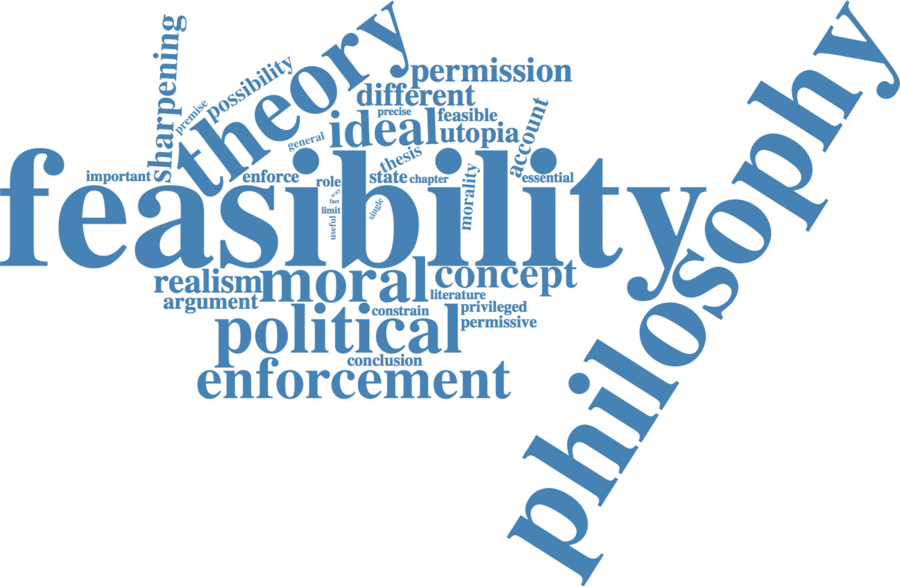 sharpening
premise
possibility
theory
permission
different
precise
feasible
ideal
utopia
general
account
thesis
feasibility
important
enforce
role
state
chapter
essential
way
fact
limit
single
useful
morality
realism
moral
concept
argument
literature
political
constrain
privileged
permissive
conclusion
enforcement
philosophy